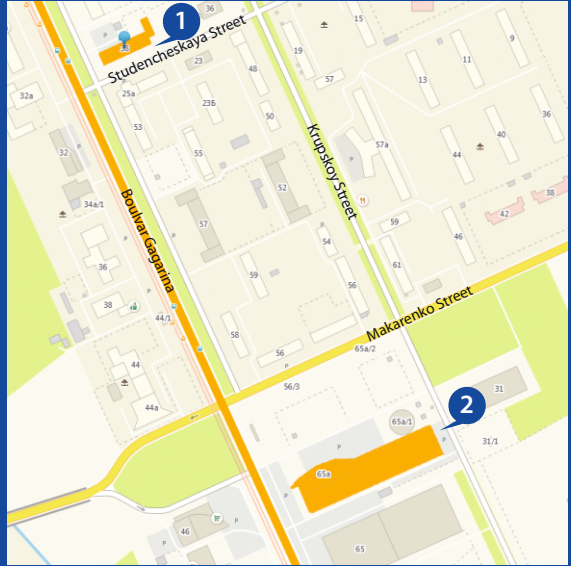 1
36
15
38
Studencheskaya Street
19
9
23
11
48
57
13
32a
25a
23Б
36
53
50
Krupskoy Street
40
57a
32
55
P
44
P
52
38
34a/1
Boulvar Gagarina
42
57
59
P
54
46
36
59
61
P
56
38
44/1
58
Makarenko Street
56
65a/2
44
P
56/3
31
44a
2
65a/1
P
P
31/1
65a
P
P
46
P
65